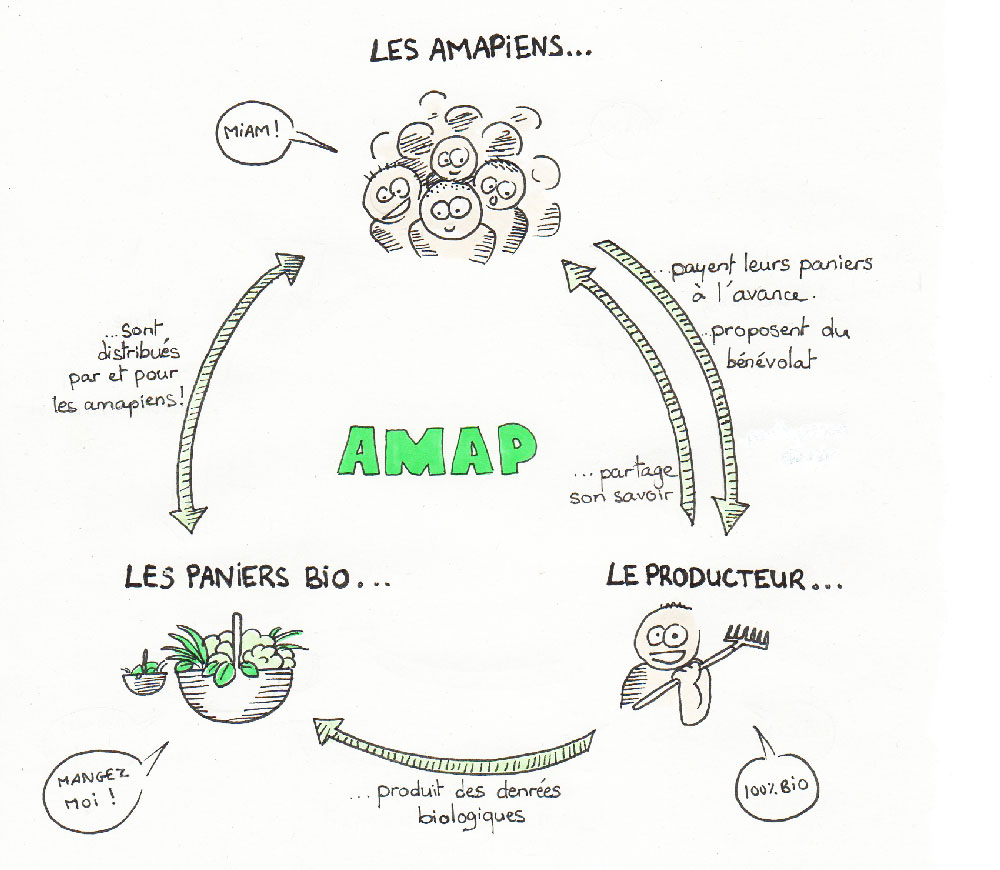 LES AMAPiENS...
MiAM !
...payent leurs paniers
à l'avance.
...proposent du
bénévolat
...sont
distribués
par et pour
les amapiens!
AMAP
...partage
son savoir
LES PANiERS BiO...
LE PRODUCTEUR...
MANGEZ
MOi !
100% BiO
...produit des denrées
biologiques